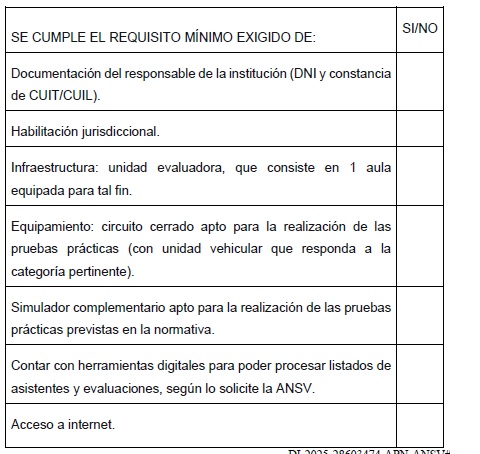 SE CUMPLE EL REQUISITO MÍNIMO EXIGIDO DE:
SI/NO
Documentación del responsable de la institución (DNI y constancia
de CUIT/CUIL).
Habilitación jurisdiccional.
Infraestructura: unidad evaluadora, que consiste en 1 aula
equipada para tal fin.
Equipamiento: circuito cerrado apto para la realización de las
pruebas prácticas (con unidad vehicular que responda a la
categoría pertinente).
Simulador complementario apto para la realización de las pruebas
prácticas previstas en la normativa.
Contar con herramientas digitales para poder procesar listados de
asistentes y evaluaciones, según lo solicite la ANSV.
Acceso a internet.
DI-2025-28603474-APN-ANSV#